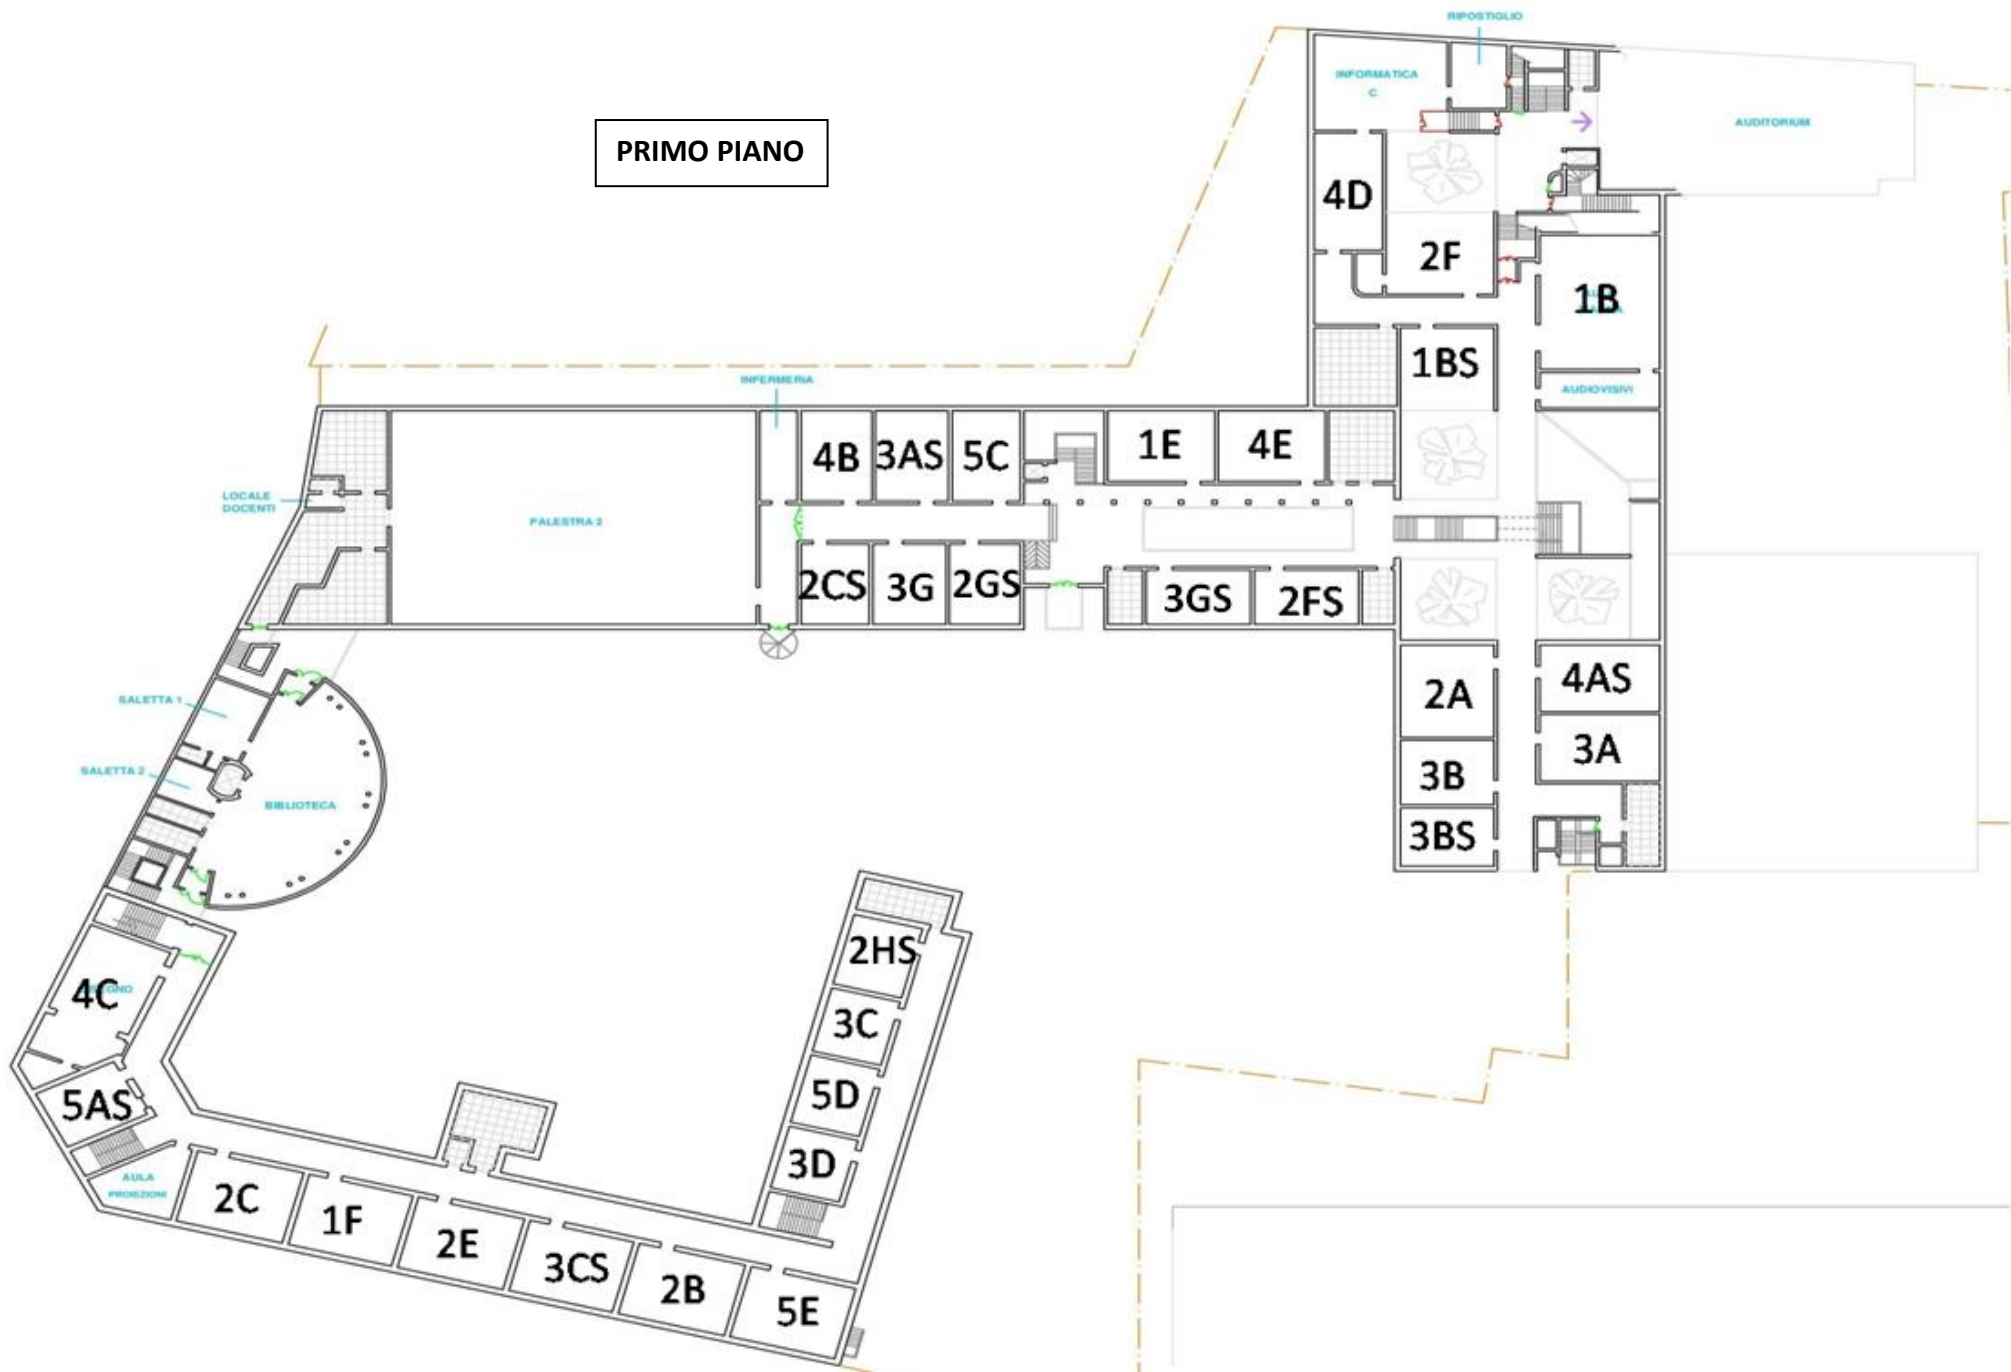 RIPOSTIGLIO
INFORMATICA
C
AUDITORIUM
PRIMO PIANO
4D
2F
1B
1BS
AUDIOVISIVI
INFERMERIA
4B
3AS
5C
1E
4E
LOCALE
DOCENTI
PALESTRA 2
2CS
3G
2GS
3GS
2FS
SALETTA 1
2A
4AS
3A
SALETTA 2
3B
BIBLIOTECA
3BS
2HS
4C
3C
5D
5AS
3D
AULA
PROIEZIONI
2C
1F
2E
3CS
2B
5E